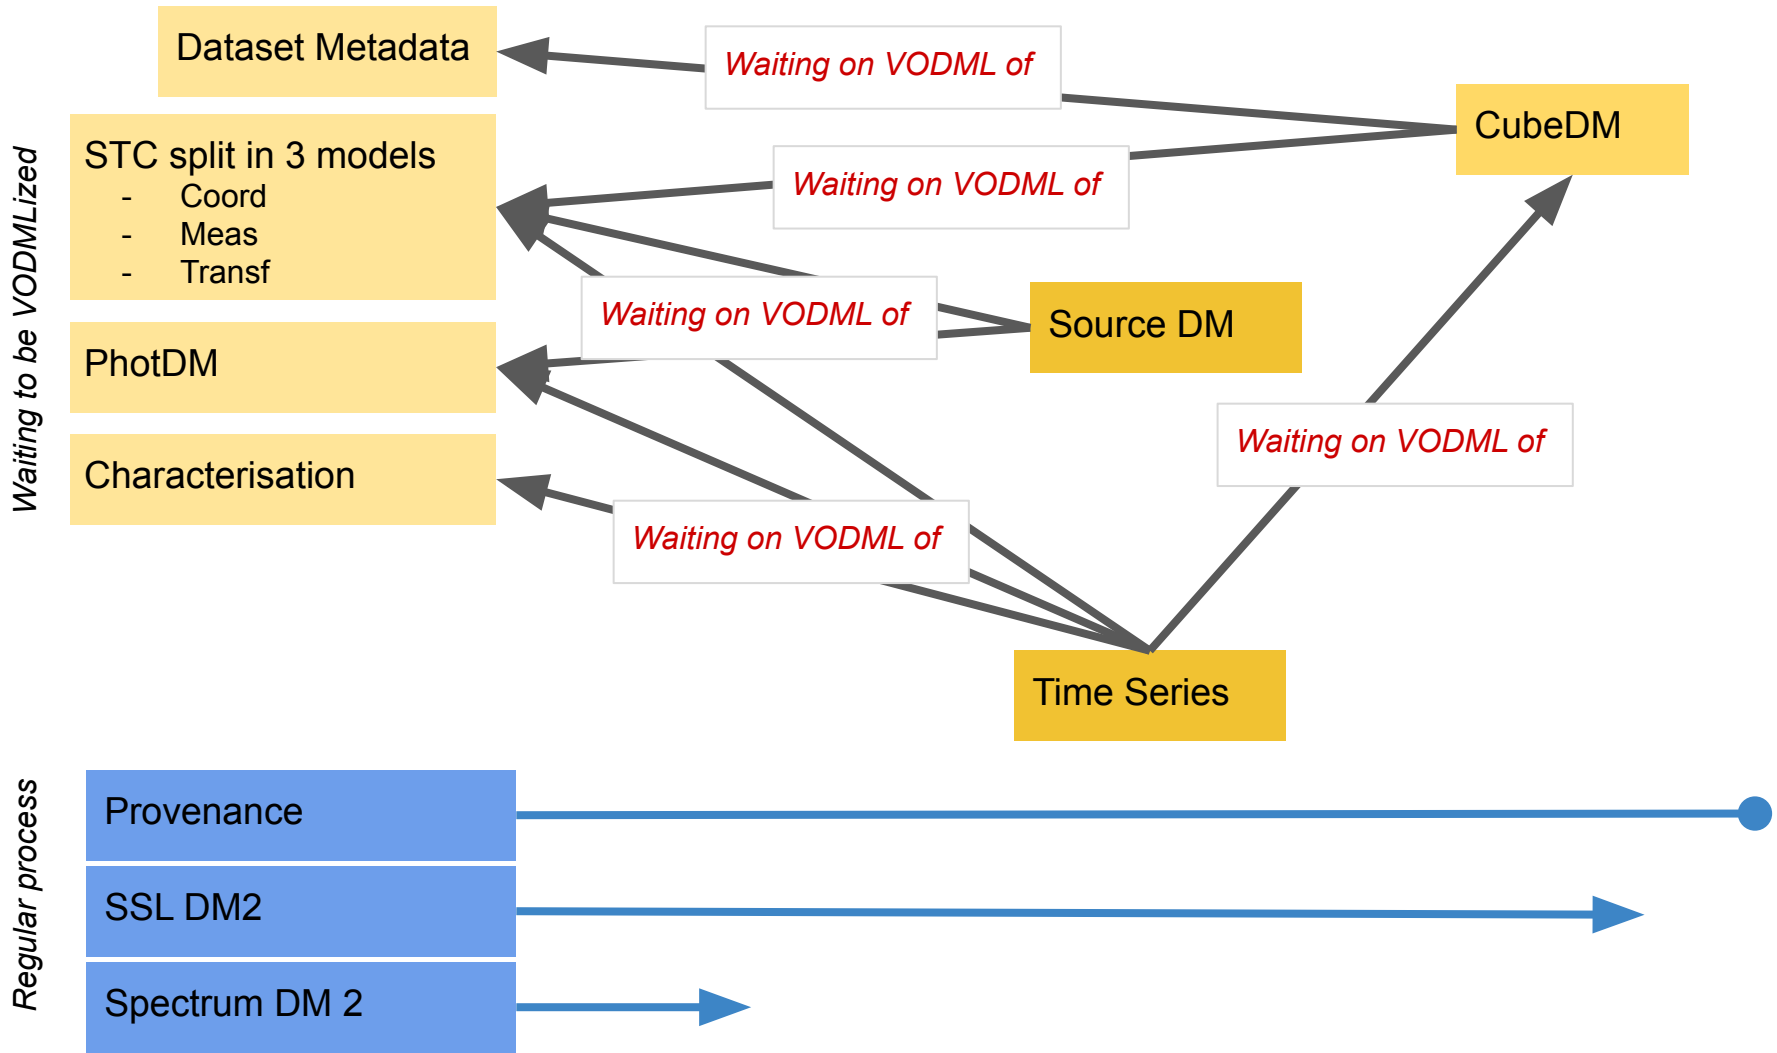 Dataset Metadata
Waiting on VODML of
CubeDM
STC split in 3 models
- Coord
- Meas
- Transf
Waiting on VODML of
Waiting on VODML of
Source DM
PhotDM
Waiting on VODML of
Characterisation
Waiting on VODML of
Time Series
Waiting to be VODMLized
Provenance
SSL DM2
Spectrum DM 2
Regular process